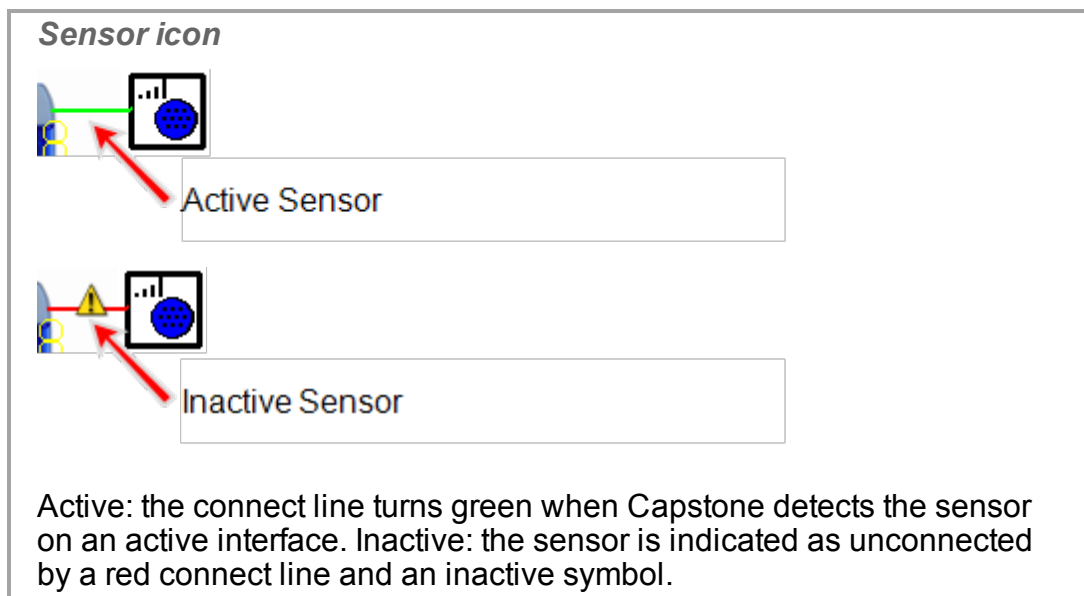 Sensor icon
Active Sensor
Inactive Sensor
Active: the connect line turns green when Capstone detects the sensor
on an active interface. Inactive: the sensor is indicated as unconnected
by a red connect line and an inactive symbol.